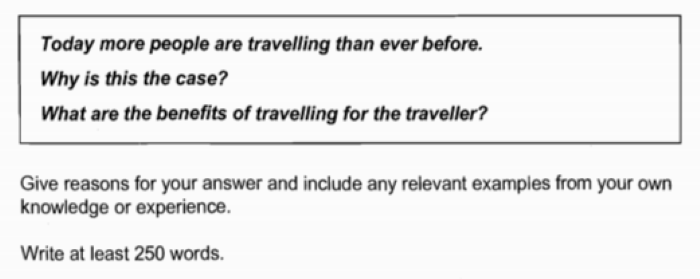 Today more people are travelling than ever before.
Why is this the case?
What are the benefits of travelling for the traveller?
Give reasons for your answer and include any relevant examples from your own
knowledge or experience.
Write at least 250 words.